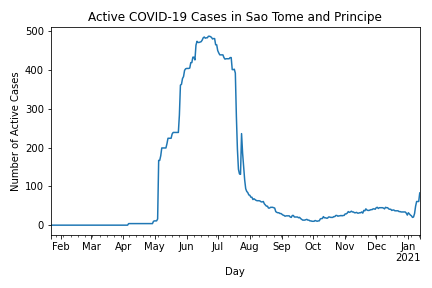 Active COVID-19 Cases in Sao Tome and Principe
Number of Active Cases
500
400
300
200
100
0
Feb Mar Apr May Jun Jul Aug Sep Oct Nov Dec Jan
2021
Day